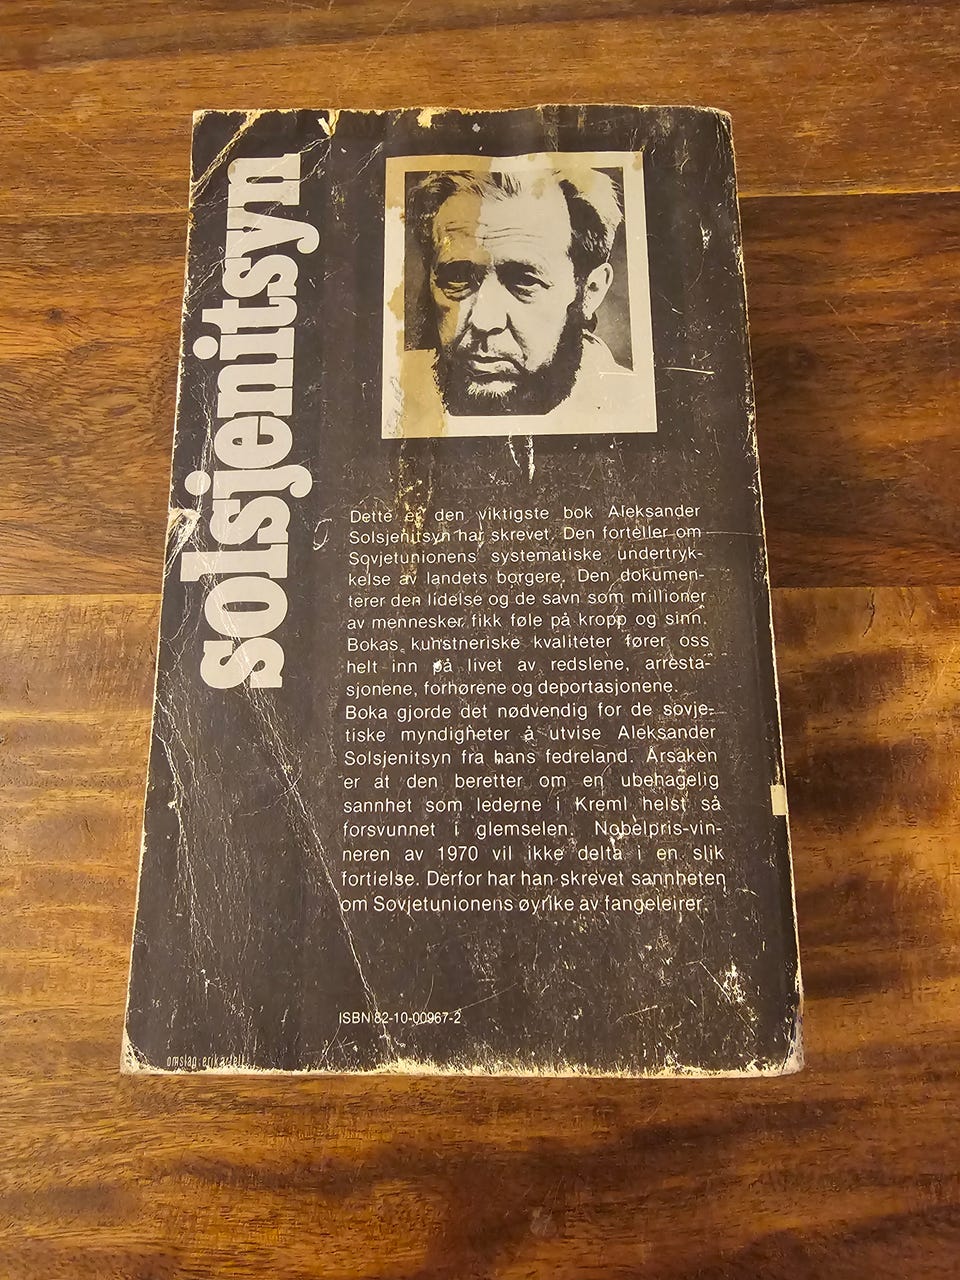 solsjenitsyn
Dette er den viktigste bok Aleksander
Solsjenitsyn har skrevet. Den forteller om
Sovjetunionens systematiske undertryk-
kelse av landets borgere. Den dokumen-
terer den lidelse og de savn som millioner
av mennesker fikk føle på kropp og sinn.
Bokas kunstneriske kvaliteter fører oss
helt inn på livet av redslene, arresta-
sjonene, forhørene og deportasjonene.
Boka gjorde det nødvendig for de sovje-
tiske myndigheter å utvise Aleksander
Solsjenitsyn fra hans fedreland. Årsaken
er at den beretter om en ubehagelig
sannhet som lederne i Kreml helst så
forsvunnet i glemselen. Nobelpris-vin-
neren av 1970 vil ikke delta i en slik
fortielse. Derfor har han skrevet sannheten
om Sovjetunionens øyrike av fangeleirer.
ISBN 82-10-00967-2
omslag: